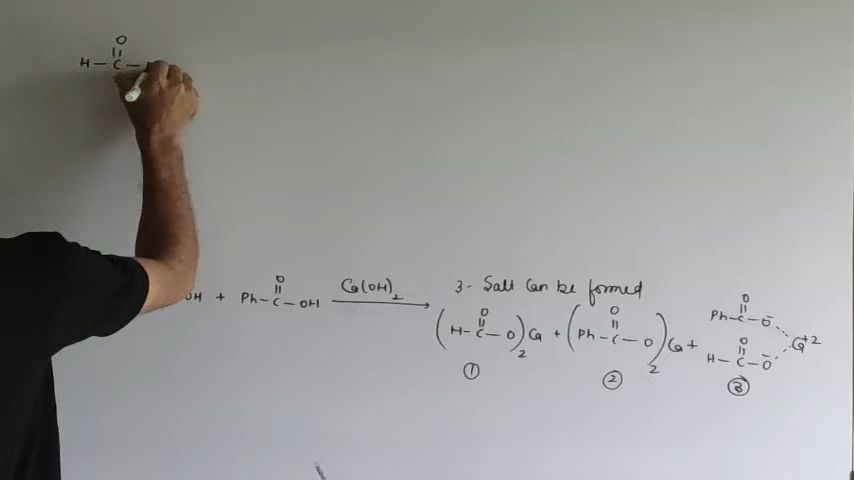 O
H - C -
OH + Ph - C - OH
O
Ca(OH)2
3 - Salt Can be formed
(H - C - O)2 Ca + (Ph - C - O)2 Ca +
O
O
Ph - C - O-
O
Ca+2
H - C - O-
O
1
2
3